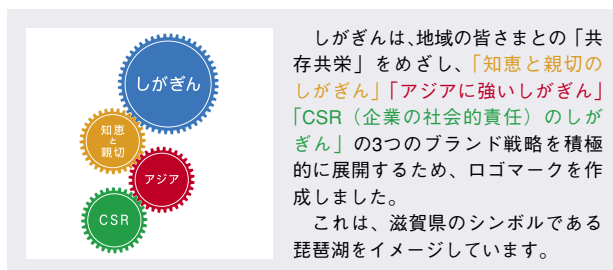 しがぎん
知恵
と
親切
アジア
CSR
しがぎんは、地域の皆さまとの「共
存共栄」をめざし、「知恵と親切の
しがぎん」「アジアに強いしがぎん」
「CSR（企業の社会的責任）のしが
ぎん」の3つのブランド戦略を積極
的に展開するため、ロゴマークを作
成しました。
これは、滋賀県のシンボルである
琵琶湖をイメージしています。